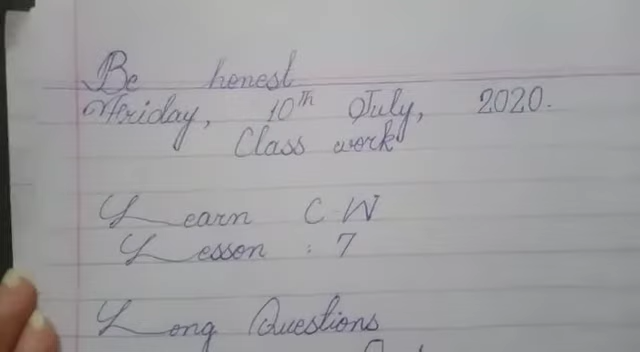 Be honest
Friday, 10th July, 2020.
Class work
Learn C.W
Lesson : 7
Long Questions